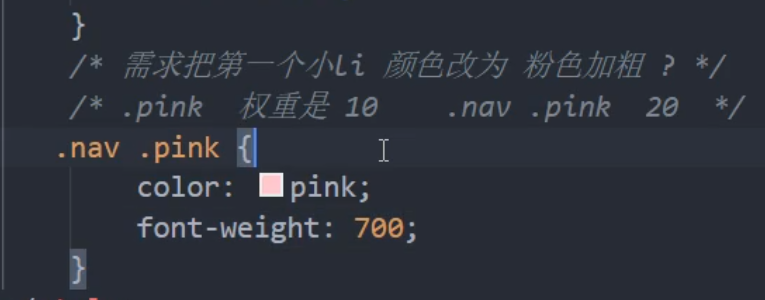 }
/* 需求把第一个小li 颜色改为 粉色加粗 ? */
/* .pink 权重是 10 .nav .pink 20 */
.nav .pink {
color: pink;
font-weight: 700;
}